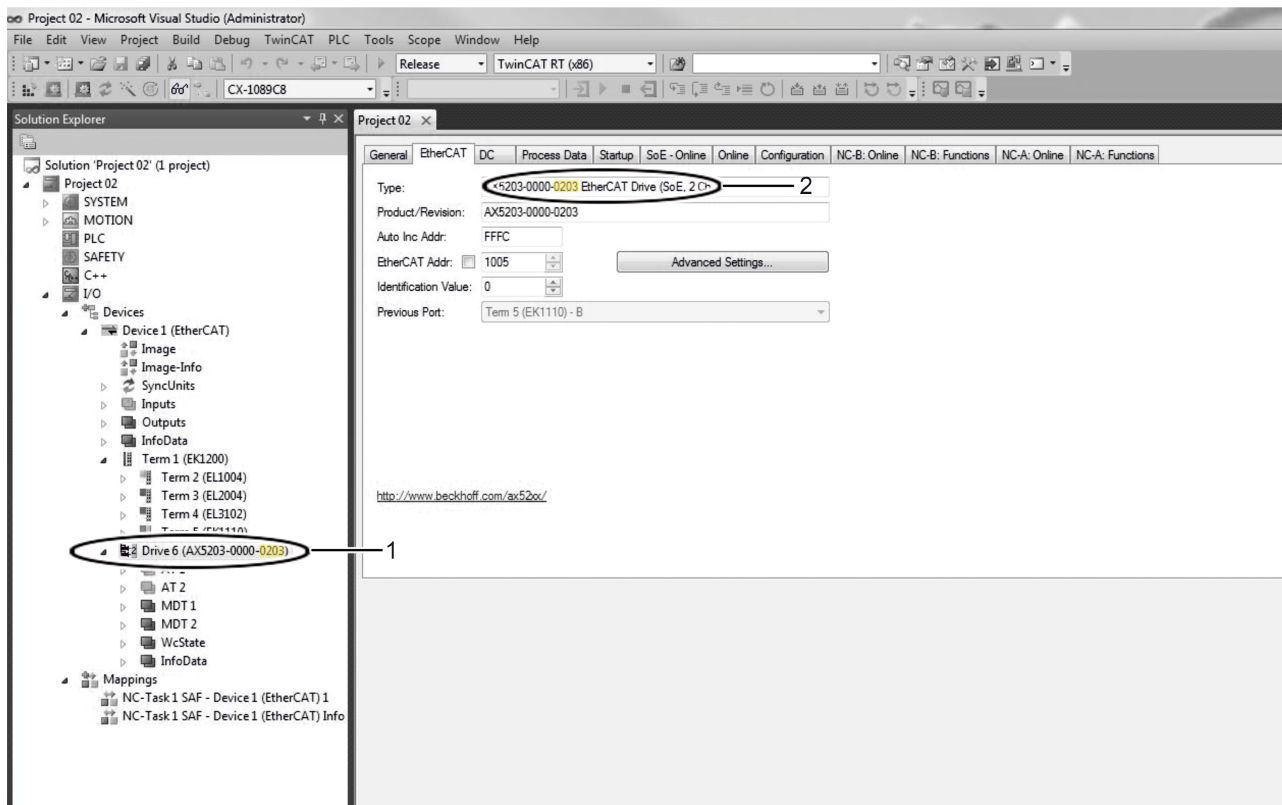 Project 02 - Microsoft Visual Studio (Administrator)
File Edit View Project Build Debug TwinCAT PLC Tools Scope Window Help
Release TwinCAT RT (x86)
CX-1089C8
Solution Explorer
Project 02
Solution 'Project 02' (1 project)
Project 02
SYSTEM
MOTION
PLC
SAFETY
C++
I/O
Devices
Device 1 (EtherCAT)
Image
Image-Info
SyncUnits
Inputs
Outputs
InfoData
Term 1 (EK1200)
Term 2 (EL1004)
Term 3 (EL2004)
Term 4 (EL3102)
Term 5 (EK1110)
Drive 6 (AX5203-0000-0203)
1
AT 2
MDT 1
MDT 2
WcState
InfoData
Mappings
NC-Task 1 SAF - Device 1 (EtherCAT) 1
NC-Task 1 SAF - Device 1 (EtherCAT) Info
General EtherCAT DC Process Data Startup SoE - Online Online Configuration NC-B: Online NC-B: Functions NC-A: Online NC-A: Functions
Type: 5203-0000-0203 EtherCAT Drive (SoE, 2 Ch
2
Product/Revision: AX5203-0000-0203
Auto Inc Addr: FFFC
EtherCAT Addr: 1005 Advanced Settings...
Identification Value: 0
Previous Port: Term 5 (EK1110) - B
http://www.beckhoff.com/ax52xx/